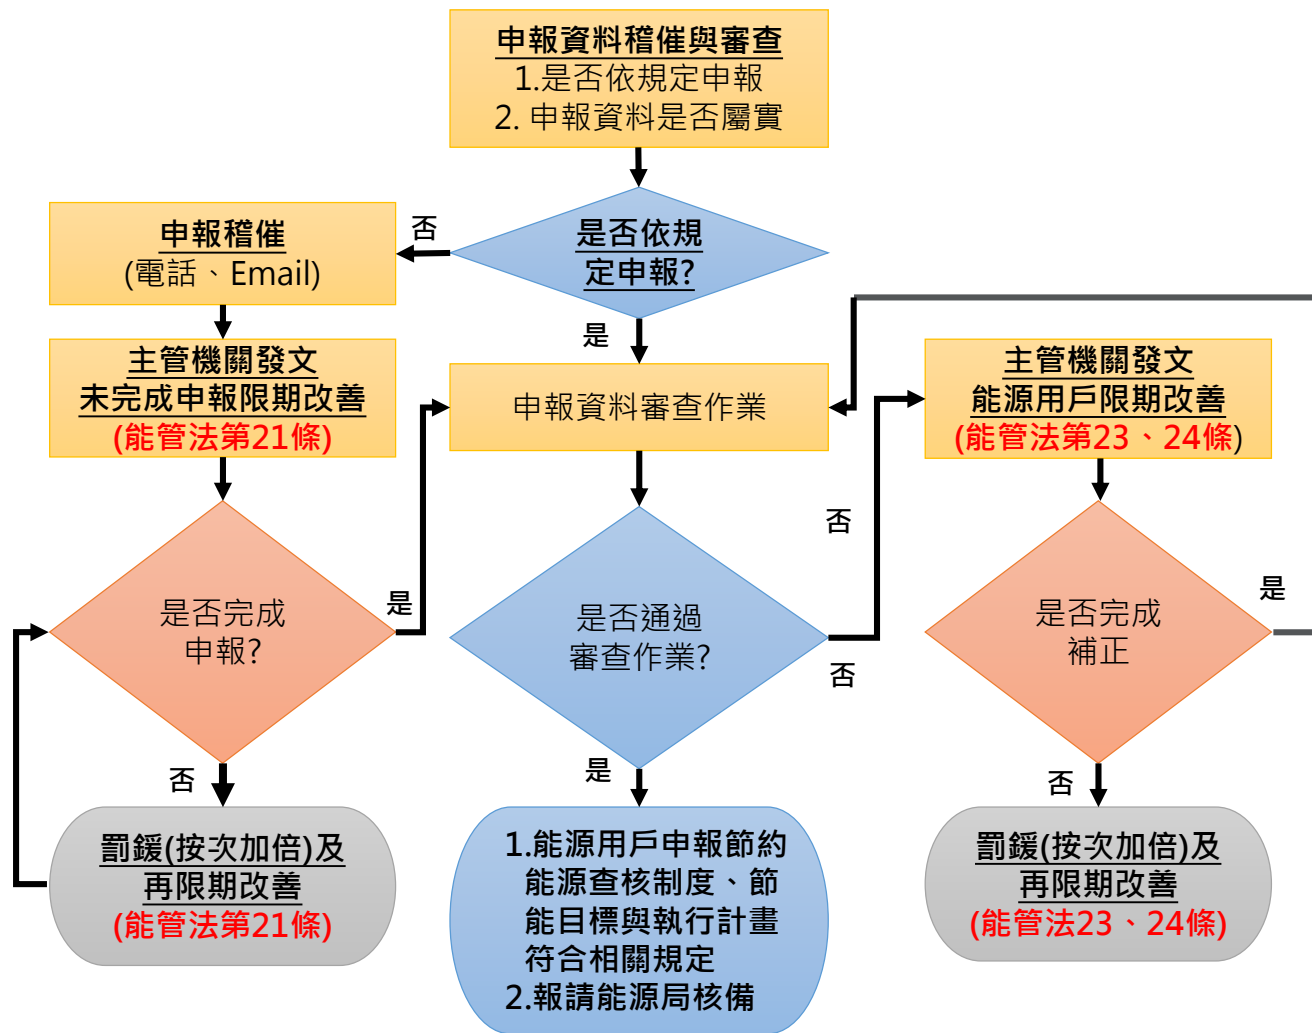 申報資料稽催與審查
1.是否依規定申報
2. 申報資料是否屬實
是否依規
定申報?
否
申報稽催
(電話、Email)
是
主管機關發文
未完成申報限期改善
(能管法第21條)
申報資料審查作業
主管機關發文
能源用戶限期改善
(能管法第23、24條)
是否完成
申報?
是
是否通過
審查作業?
否
否
是否完成
補正
是
否
罰鍰(按次加倍)及
再限期改善
(能管法第21條)
是
1.能源用戶申報節約
能源查核制度、節
能目標與執行計畫
符合相關規定
2.報請能源局核備
否
罰鍰(按次加倍)及
再限期改善
(能管法23、24條)